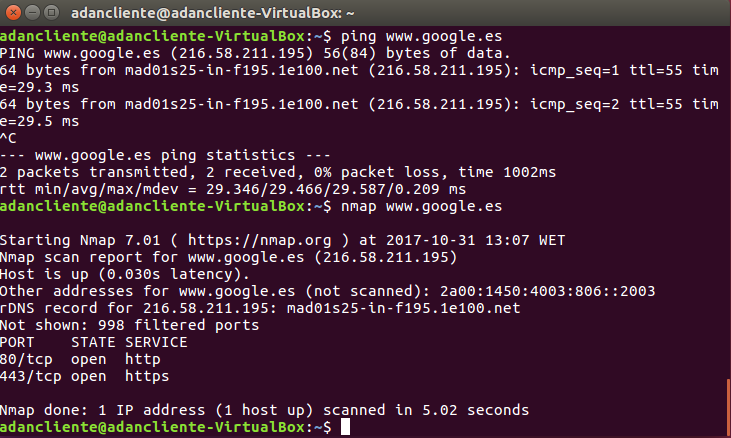 adancliente@adancliente-VirtualBox: ~
adancliente@adancliente-VirtualBox:~$ ping www.google.es
PING www.google.es (216.58.211.195) 56(84) bytes of data.
64 bytes from mad01s25-in-f195.1e100.net (216.58.211.195): icmp_seq=1 ttl=55 tim
e=29.3 ms
64 bytes from mad01s25-in-f195.1e100.net (216.58.211.195): icmp_seq=2 ttl=55 tim
e=29.5 ms
^C
--- www.google.es ping statistics ---
2 packets transmitted, 2 received, 0% packet loss, time 1002ms
rtt min/avg/max/mdev = 29.346/29.466/29.587/0.209 ms
adancliente@adancliente-VirtualBox:~$ nmap www.google.es

Starting Nmap 7.01 ( https://nmap.org ) at 2017-10-31 13:07 WET
Nmap scan report for www.google.es (216.58.211.195)
Host is up (0.030s latency).
Other addresses for www.google.es (not scanned): 2a00:1450:4003:806::2003
rDNS record for 216.58.211.195: mad01s25-in-f195.1e100.net
Not shown: 998 filtered ports
PORT    STATE SERVICE
80/tcp  open  http
443/tcp open  https

Nmap done: 1 IP address (1 host up) scanned in 5.02 seconds
adancliente@adancliente-VirtualBox:~$